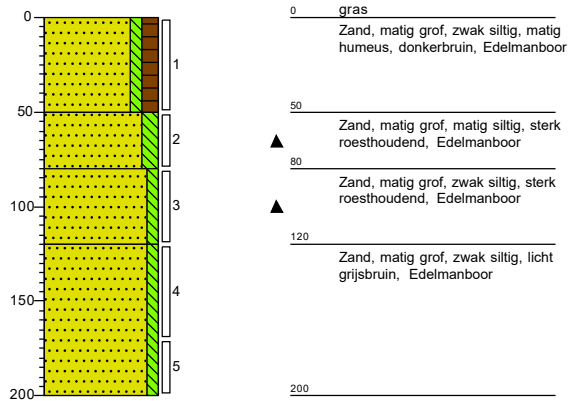 0
50
100
150
200
1
2
3
4
5
0
gras
Zand, matig grof, zwak siltig, matig
humeus, donkerbruin, Edelmanboor
50
Zand, matig grof, matig siltig, sterk
roesthoudend, Edelmanboor
80
Zand, matig grof, zwak siltig, sterk
roesthoudend, Edelmanboor
120
Zand, matig grof, zwak siltig, licht
grijsbruin, Edelmanboor
200